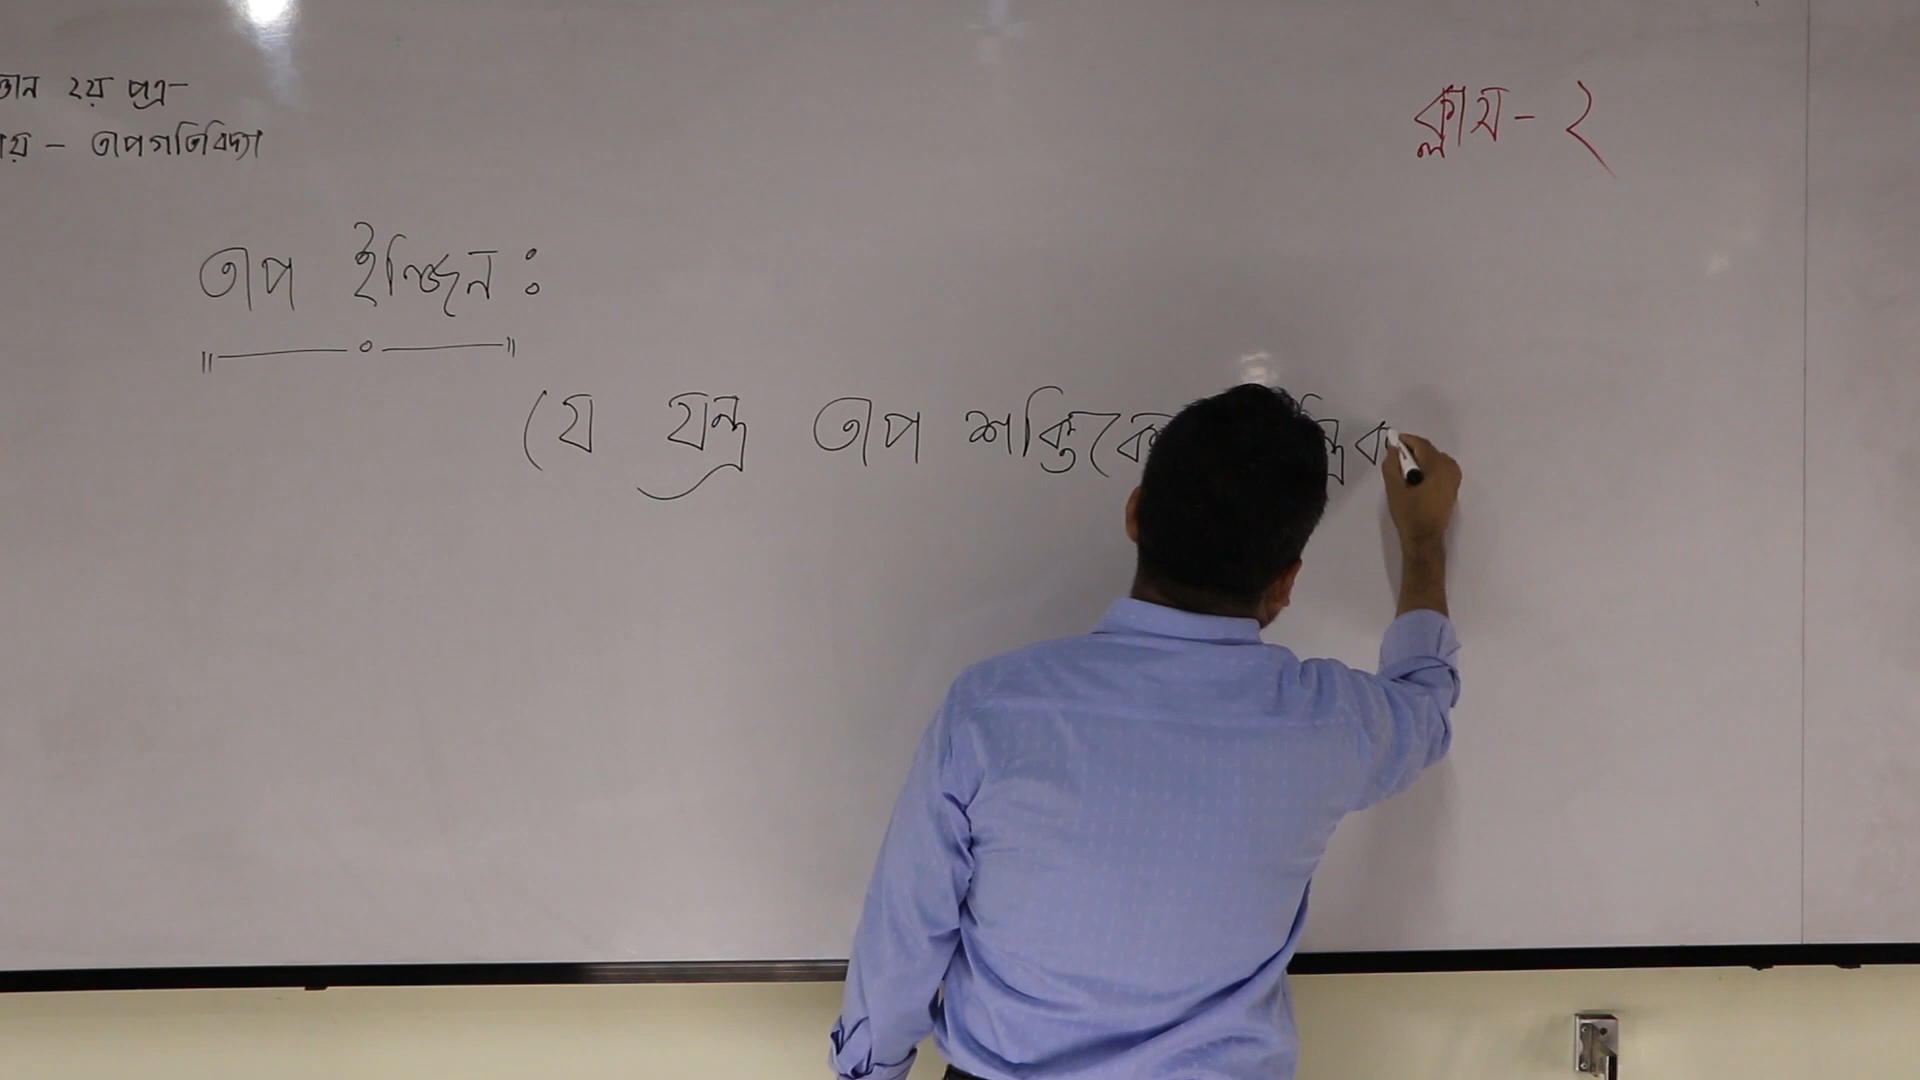 ২য় পত্র-
- তাপগতিবিদ্যা
ক্লাস- ২
তাপ ইঞ্জিন :
যে যন্ত্র তাপ শক্তিকে